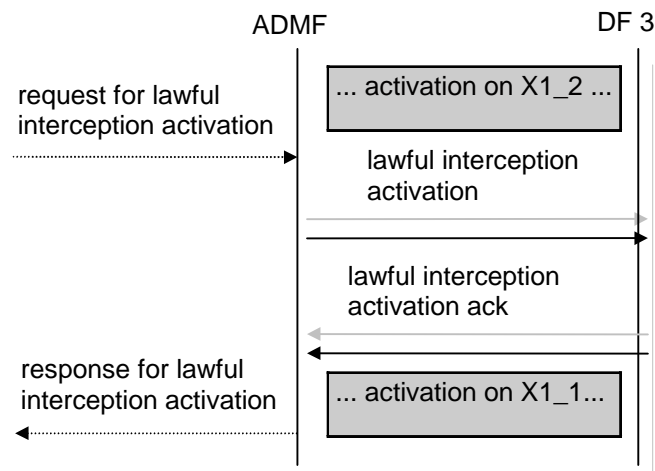 ADMF
DF 3
... activation on X1_2 ...
request for lawful
interception activation
lawful interception
activation
lawful interception
activation ack
response for lawful
interception activation
... activation on X1_1...